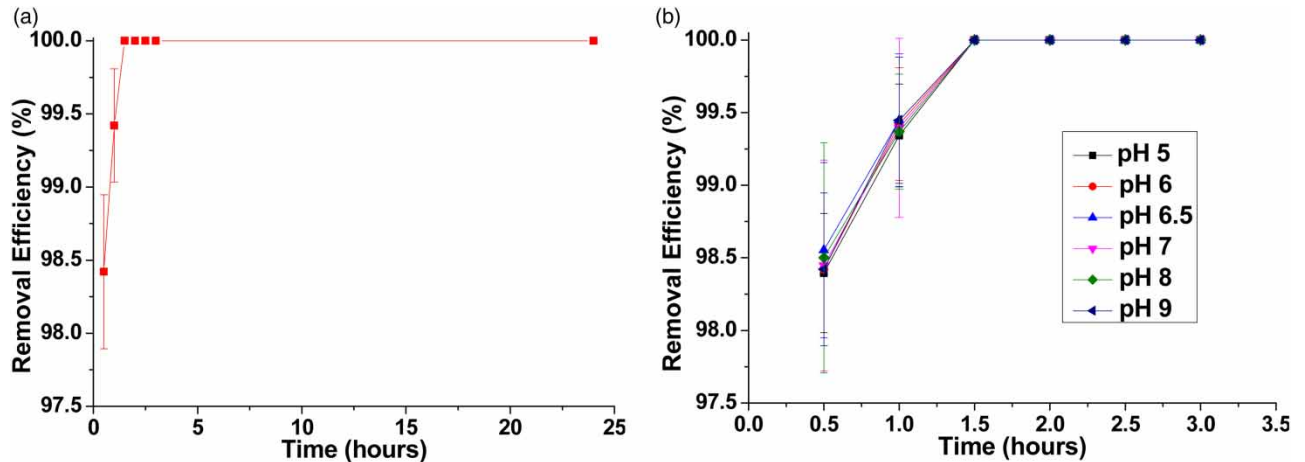 (a)
Removal Efficiency (%)
100.0
99.5
99.0
98.5
98.0
97.5
0 5 10 15 20 25
Time (hours)
(b)
Removal Efficiency (%)
100.0
99.5
99.0
98.5
98.0
97.5
0.0 0.5 1.0 1.5 2.0 2.5 3.0 3.5
Time (hours)
pH 5
pH 6
pH 6.5
pH 7
pH 8
pH 9